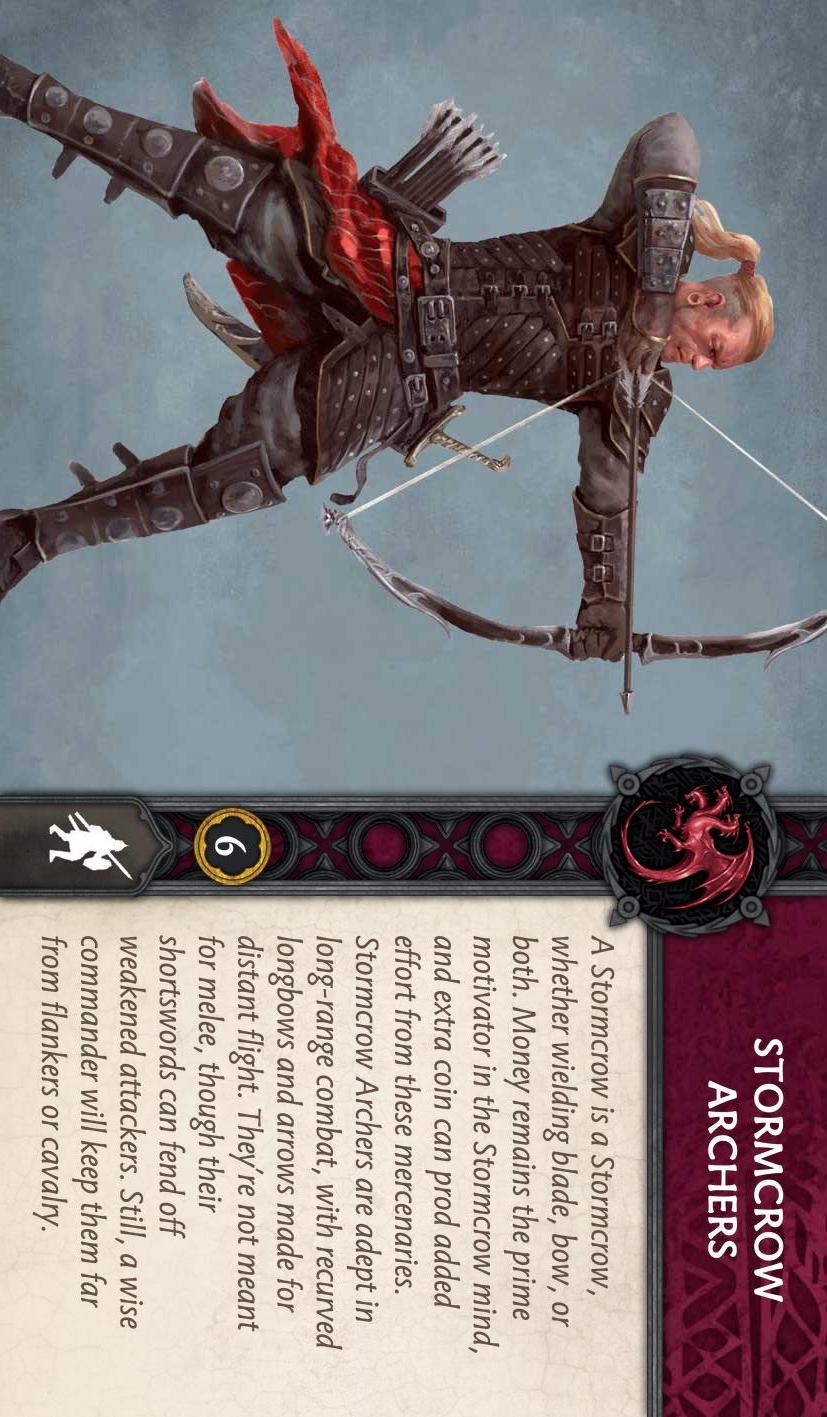 STORMCROW
ARCHERS
A Stormcrow is a Stormcrow,
whether wielding blade, bow, or
both. Money remains the prime
motivator in the Stormcrow mind,
and extra coin can prod added
effort from these mercenaries.
Stormcrow Archers are adept in
long-range combat, with recurved
longbows and arrows made for
distant flight. They're not meant
for melee, though their
shortswords can fend off
weakened attackers. Still, a wise
commander will keep them far
from flankers or cavalry.
6